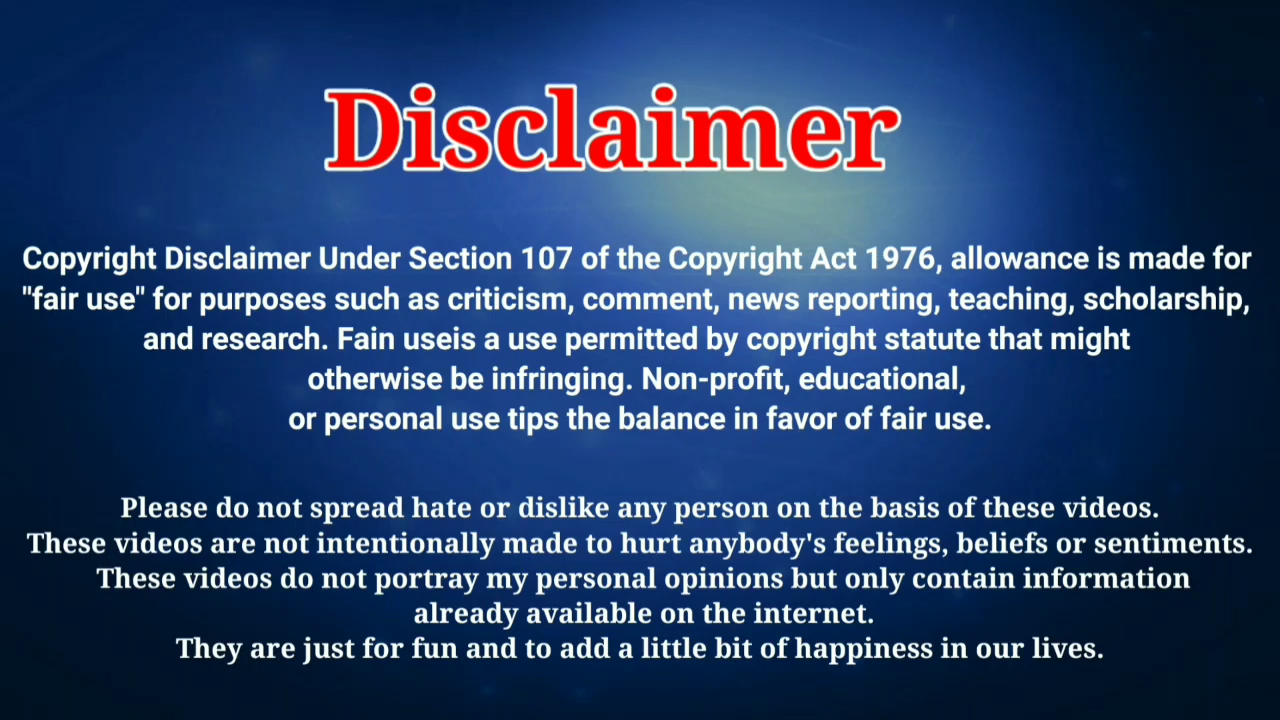 Disclaimer
Copyright Disclaimer Under Section 107 of the Copyright Act 1976, allowance is made for
"fair use" for purposes such as criticism, comment, news reporting, teaching, scholarship,
and research. Fain useis a use permitted by copyright statute that might
otherwise be infringing. Non-profit, educational,
or personal use tips the balance in favor of fair use.
Please do not spread hate or dislike any person on the basis of these videos.
These videos are not intentionally made to hurt anybody's feelings, beliefs or sentiments.
These videos do not portray my personal opinions but only contain information
already available on the internet.
They are just for fun and to add a little bit of happiness in our lives.